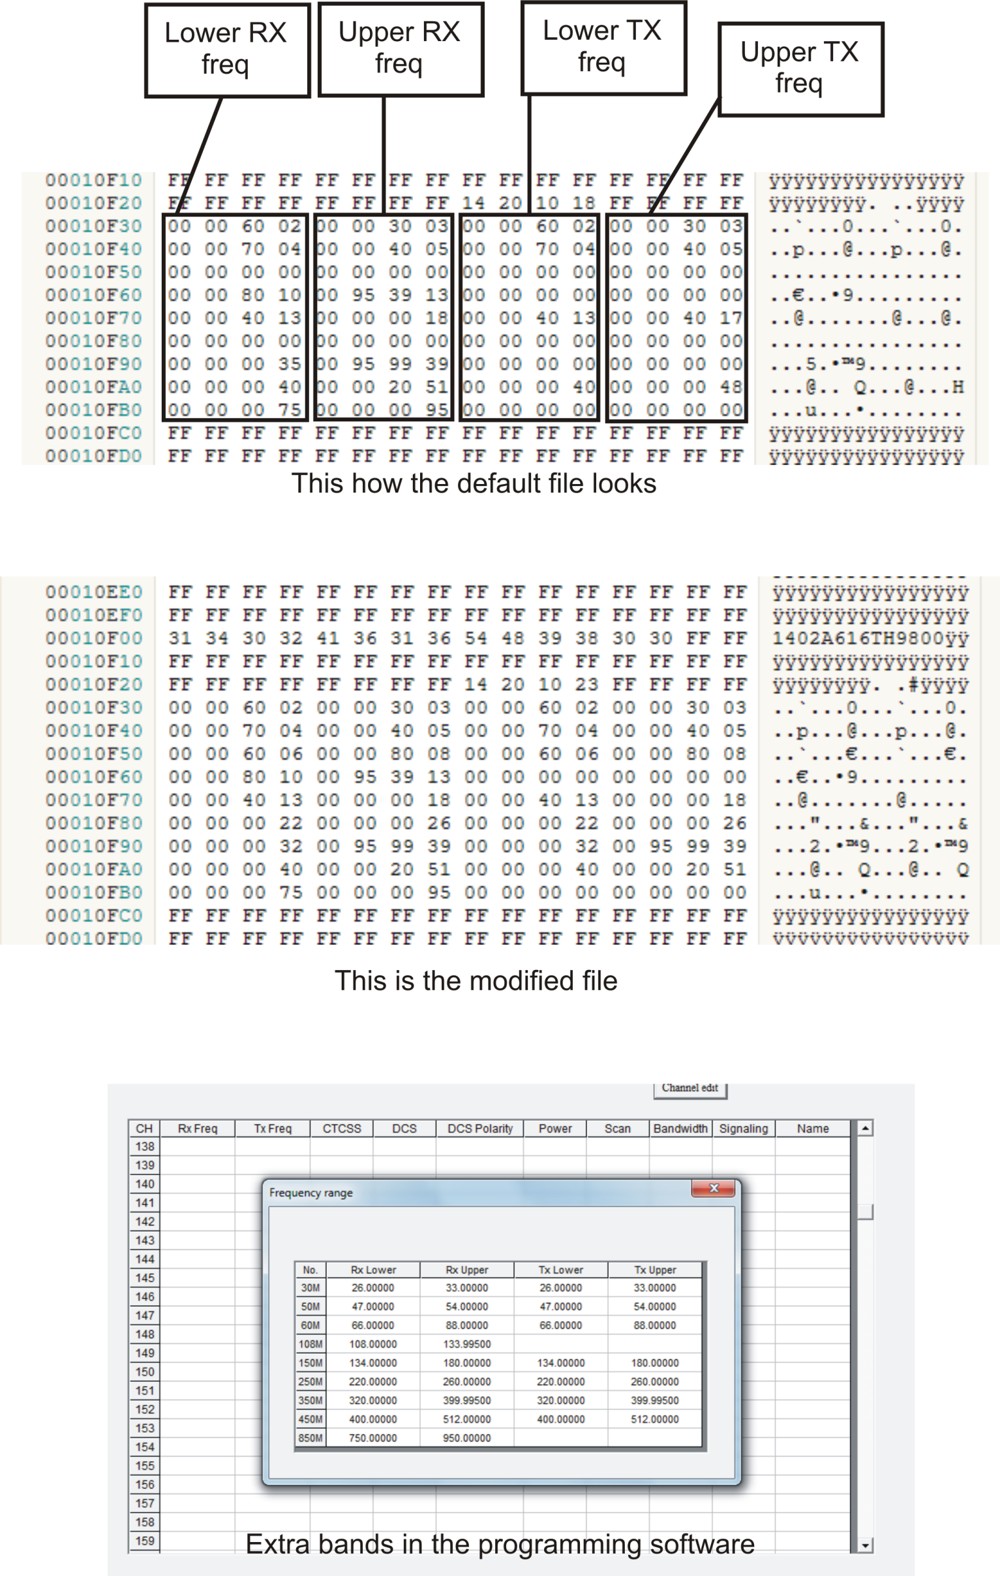 Lower RX
freq
Upper RX
freq
Lower TX
freq
Upper TX
freq
00010F10 FF FF FF FF FF FF FF FF FF FF FF FF FF FF FF FF ÿÿÿÿÿÿÿÿÿÿÿÿÿÿÿÿ
00010F20 FF FF FF FF FF FF FF FF 14 20 10 18 FF FF FF FF ÿÿÿÿÿÿÿÿ. ..ÿÿÿÿ
00010F30 00 00 60 02 00 00 30 03 00 00 60 02 00 00 30 03 ..`...0...`...0.
00010F40 00 00 70 04 00 00 40 05 00 00 70 04 00 00 40 05 ..p...@...p...@.
00010F50 00 00 00 00 00 00 00 00 00 00 00 00 00 00 00 00 ................
00010F60 00 00 80 10 00 95 39 13 00 00 00 00 00 00 00 00 ..€..•9.........
00010F70 00 00 40 13 00 00 00 18 00 00 40 13 00 00 40 17 ..@.......@...@.
00010F80 00 00 00 00 00 00 00 00 00 00 00 00 00 00 00 00 ................
00010F90 00 00 00 35 00 95 99 39 00 00 00 00 00 00 00 00 ...5.•™9........
00010FA0 00 00 00 40 00 00 20 51 00 00 00 40 00 00 00 48 ...@.. Q...@...H
00010FB0 00 00 00 75 00 00 00 95 00 00 00 00 00 00 00 00 ...u...•........
00010FC0 FF FF FF FF FF FF FF FF FF FF FF FF FF FF FF FF ÿÿÿÿÿÿÿÿÿÿÿÿÿÿÿÿ
00010FD0 FF FF FF FF FF FF FF FF FF FF FF FF FF FF FF FF ÿÿÿÿÿÿÿÿÿÿÿÿÿÿÿÿ
This how the default file looks
00010EE0 FF FF FF FF FF FF FF FF FF FF FF FF FF FF FF FF ÿÿÿÿÿÿÿÿÿÿÿÿÿÿÿÿ
00010EF0 FF FF FF FF FF FF FF FF FF FF FF FF FF FF FF FF ÿÿÿÿÿÿÿÿÿÿÿÿÿÿÿÿ
00010F00 31 34 30 32 41 36 31 36 54 48 39 38 30 30 FF FF 1402A616TH9800ÿÿ
00010F10 FF FF FF FF FF FF FF FF FF FF FF FF FF FF FF FF ÿÿÿÿÿÿÿÿÿÿÿÿÿÿÿÿ
00010F20 FF FF FF FF FF FF FF FF 14 20 10 23 FF FF FF FF ÿÿÿÿÿÿÿÿ. .#ÿÿÿÿ
00010F30 00 00 60 02 00 00 30 03 00 00 60 02 00 00 30 03 ..`...0...`...0.
00010F40 00 00 70 04 00 00 40 05 00 00 70 04 00 00 40 05 ..p...@...p...@.
00010F50 00 00 60 06 00 00 80 08 00 00 60 06 00 00 80 08 ..`...€...`...€.
00010F60 00 00 80 10 00 95 39 13 00 00 00 00 00 00 00 00 ..€..•9.........
00010F70 00 00 40 13 00 00 00 18 00 00 40 13 00 00 00 18 ..@.......@.....
00010F80 00 00 00 22 00 00 00 26 00 00 00 22 00 00 00 26 ..."...&..."...&
00010F90 00 00 00 32 00 95 99 39 00 00 00 32 00 95 99 39 ...2.•™9...2.•™9
00010FA0 00 00 00 40 00 00 20 51 00 00 00 40 00 00 20 51 ...@.. Q...@.. Q
00010FB0 00 00 00 75 00 00 00 95 00 00 00 00 00 00 00 00 ...u...•........
00010FC0 FF FF FF FF FF FF FF FF FF FF FF FF FF FF FF FF ÿÿÿÿÿÿÿÿÿÿÿÿÿÿÿÿ
00010FD0 FF FF FF FF FF FF FF FF FF FF FF FF FF FF FF FF ÿÿÿÿÿÿÿÿÿÿÿÿÿÿÿÿ
This is the modified file
Channel edit
CH Rx Freq Tx Freq CTCSS DCS DCS Polarity Power Scan Bandwidth Signaling Name
138
139
140
141
142
143
144
145
146
147
148
149
150
151
152
153
154
155
156
157
158
159
Frequency range
No. Rx Lower Rx Upper Tx Lower Tx Upper
30M 26.00000 33.00000 26.00000 33.00000
50M 47.00000 54.00000 47.00000 54.00000
60M 66.00000 88.00000 66.00000 88.00000
108M 108.00000 133.99500
150M 134.00000 180.00000 134.00000 180.00000
250M 220.00000 260.00000 220.00000 260.00000
350M 320.00000 399.99500 320.00000 399.99500
450M 400.00000 512.00000 400.00000 512.00000
850M 750.00000 950.00000
Extra bands in the programming software